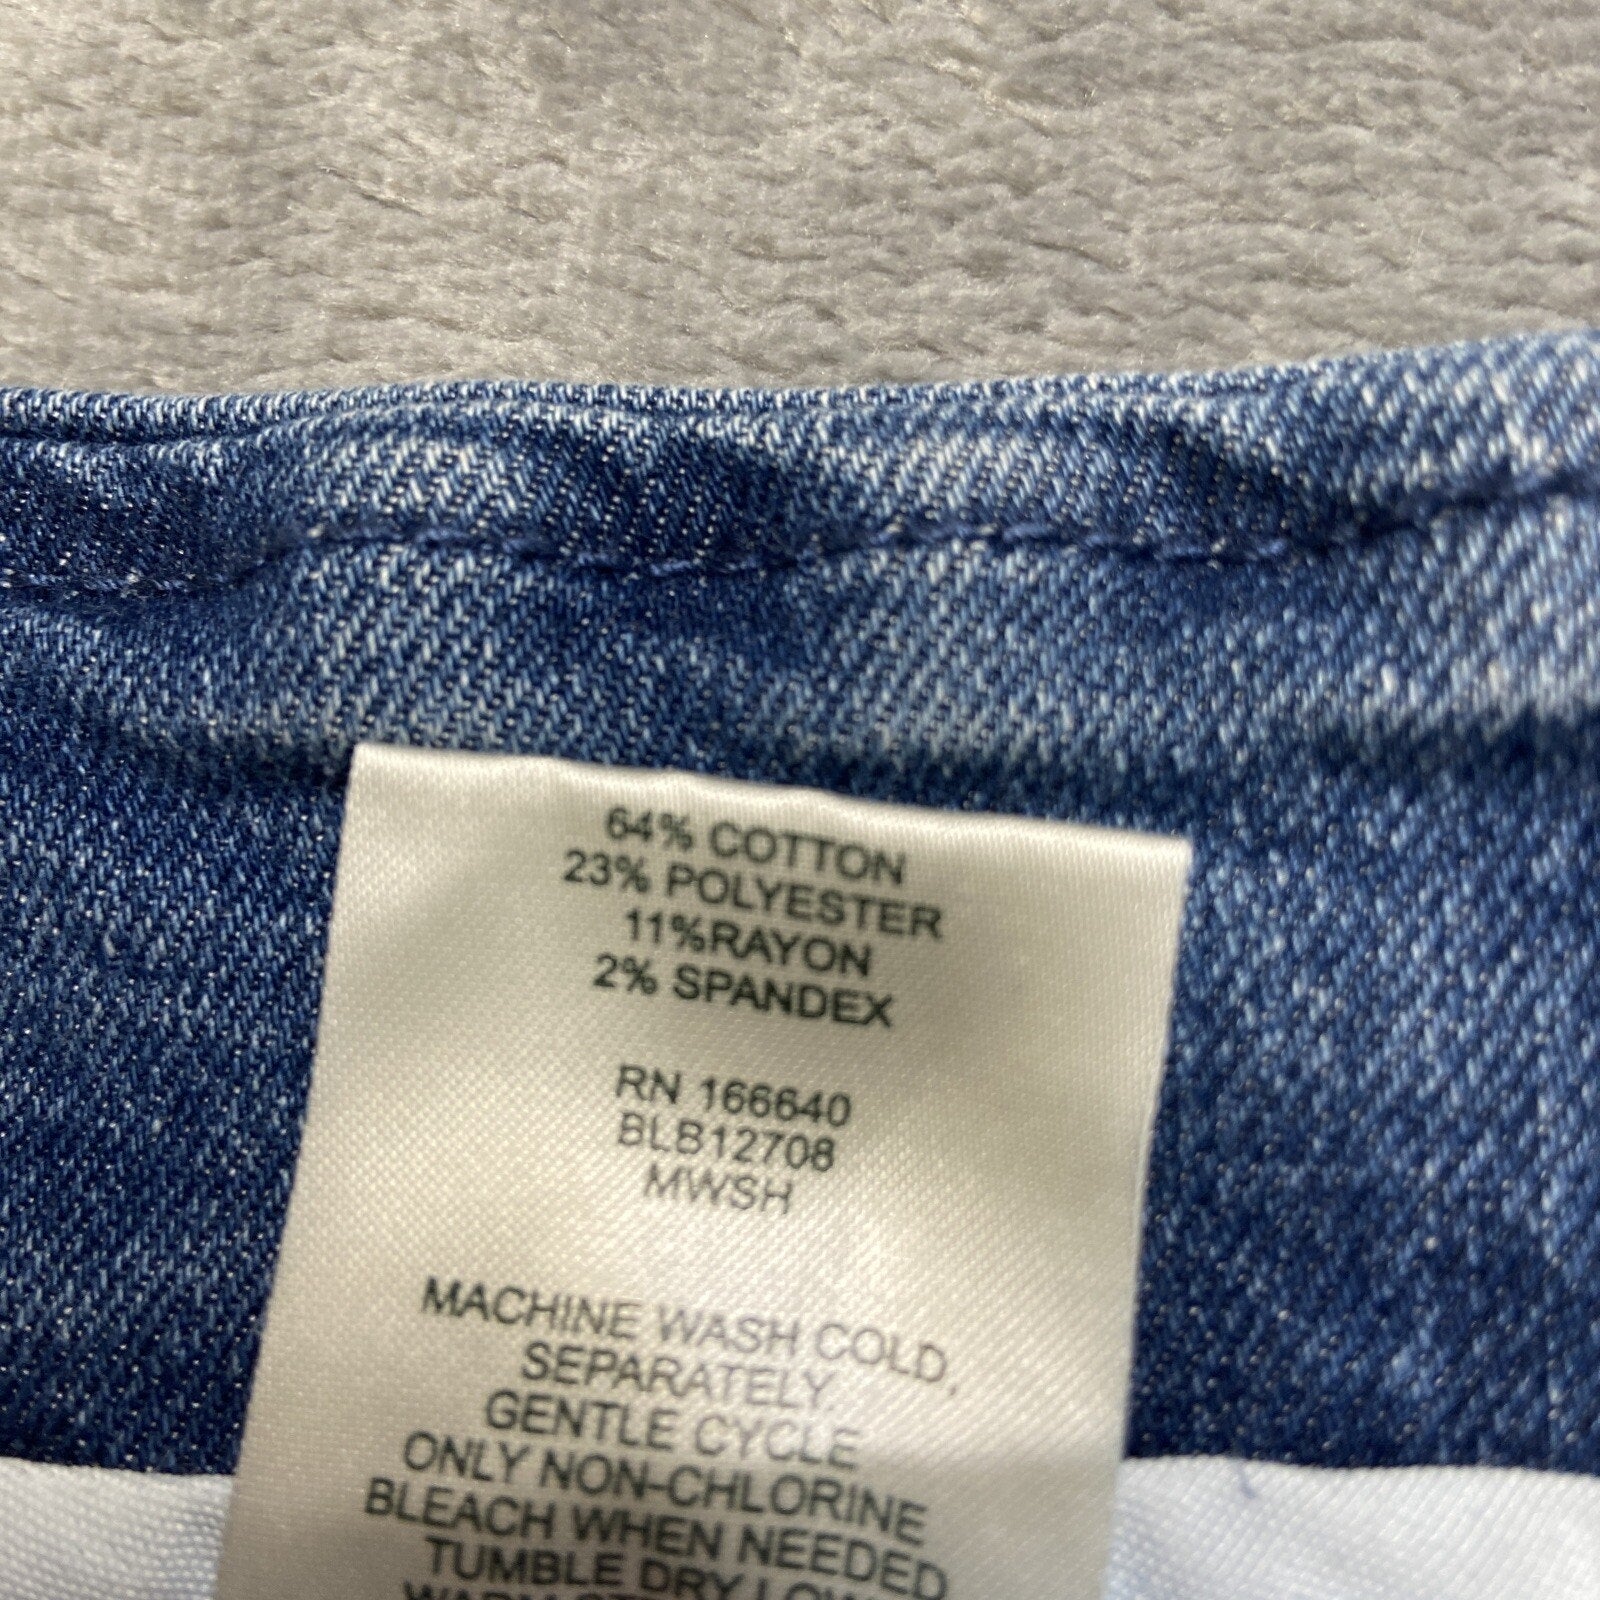 64% COTTON
23% POLYESTER
11%RAYON
2% SPANDEX
RN 166640
BLB12708
MWSH
MACHINE WASH COLD,
SEPARATELY.
GENTLE CYCLE
ONLY NON-CHLORINE
BLEACH WHEN NEEDED
TUMBLE DRY LOW
WARM